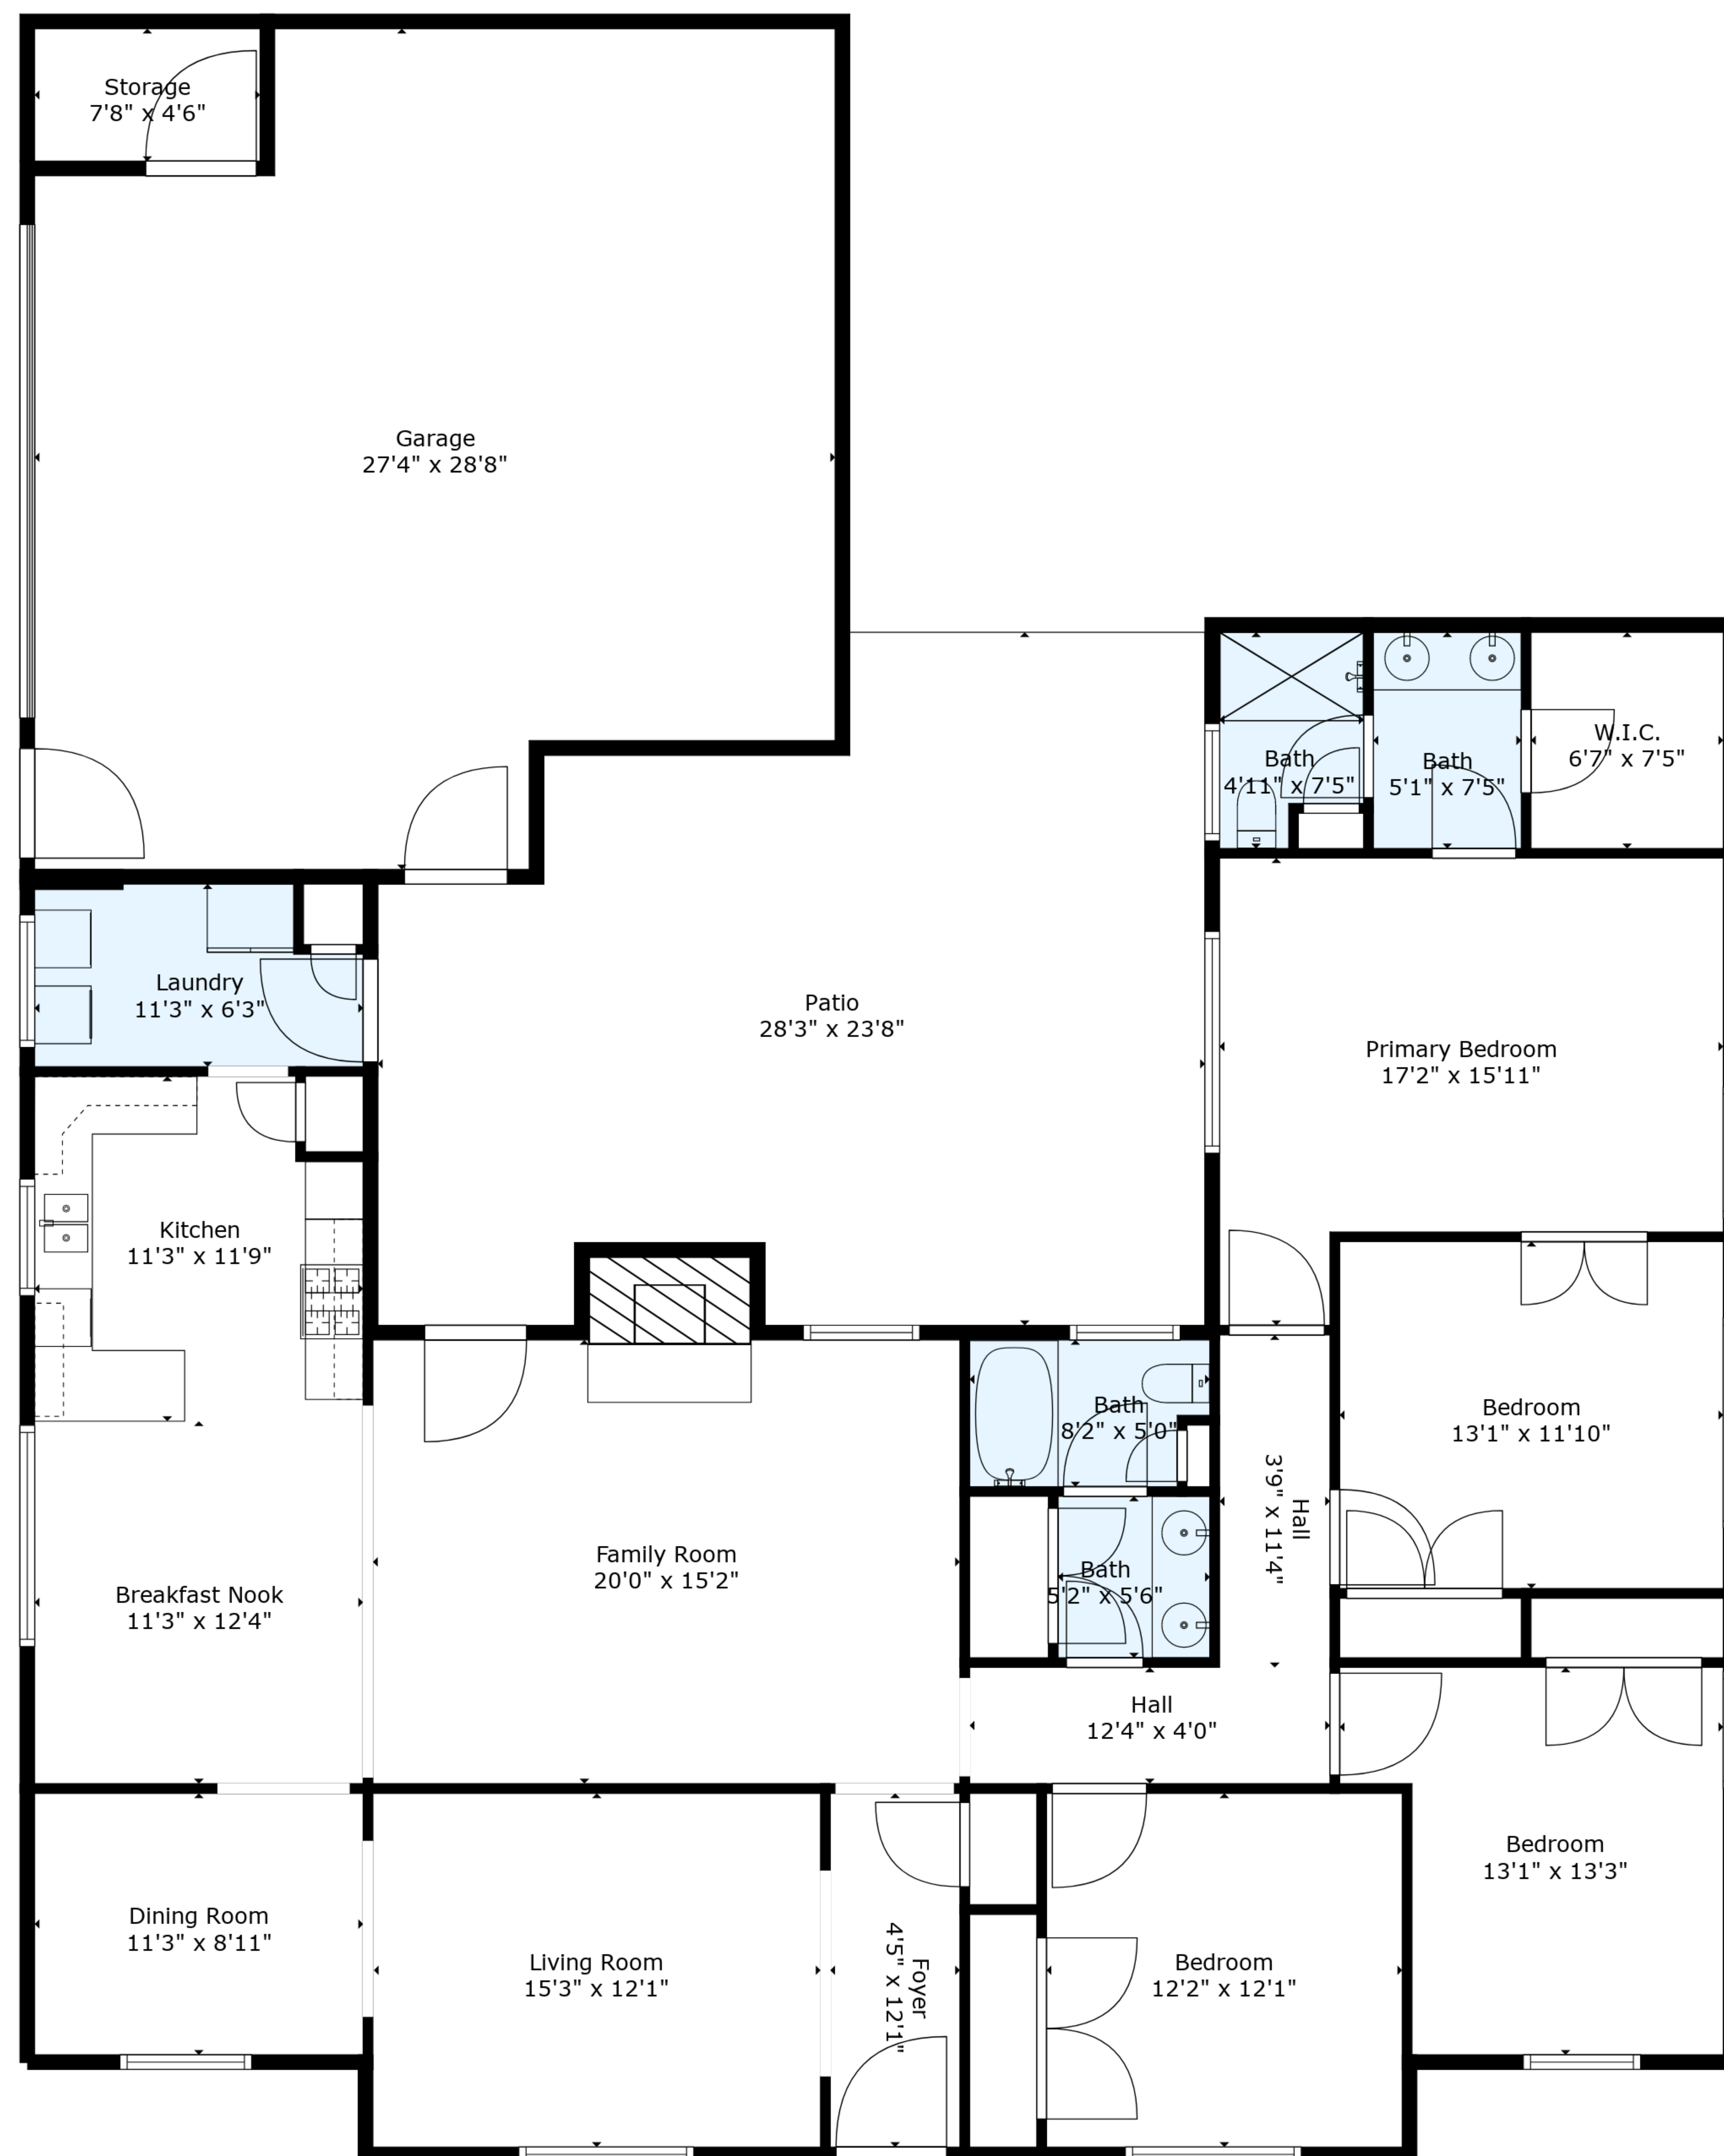 Storage
7'8" x 4'6"
Garage
27'4" x 28'8"
Bath
4'11" x 7'5"
Bath
5'1" x 7'5"
W.I.C.
6'7" x 7'5"
Laundry
11'3" x 6'3"
Patio
28'3" x 23'8"
Primary Bedroom
17'2" x 15'11"
Kitchen
11'3" x 11'9"
Bath
8'2" x 5'0"
Bedroom
13'1" x 11'10"
Hall
3'9" x 11'4"
Family Room
20'0" x 15'2"
Bath
5'2" x 5'6"
Breakfast Nook
11'3" x 12'4"
Hall
12'4" x 4'0"
Bedroom
13'1" x 13'3"
Dining Room
11'3" x 8'11"
Living Room
15'3" x 12'1"
Foyer
4'5" x 12'1"
Bedroom
12'2" x 12'1"